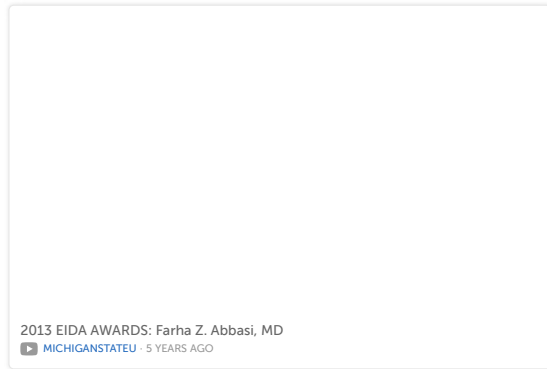 2013 EIDA AWARDS: Farha Z. Abbasi, MD
MICHIGANSTATEU · 5 YEARS AGO